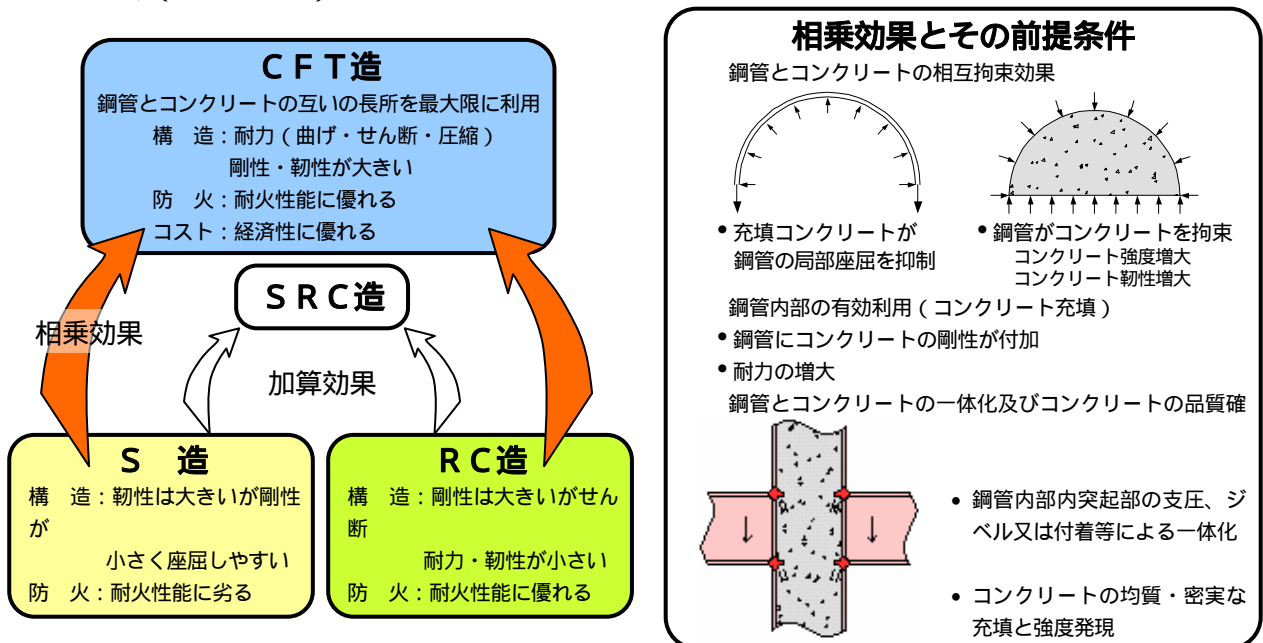 CFT造
鋼管とコンクリートの互いの長所を最大限に利用
構　造：耐力（曲げ・せん断・圧縮）
剛性・靭性が大きい
防　火：耐火性能に優れる
コスト：経済性に優れる
SRC造
相乗効果
加算効果
S　造
構　造：靭性は大きいが剛性
が
小さく座屈しやすい
防　火：耐火性能に劣る
RC造
構　造：剛性は大きいがせん
断
耐力・靭性が小さい
防　火：耐火性能に優れる
相乗効果とその前提条件
鋼管とコンクリートの相互拘束効果
•充填コンクリートが
鋼管の局部座屈を抑制
•鋼管がコンクリートを拘束
コンクリート強度増大
コンクリート靭性増大
鋼管内部の有効利用（コンクリート充填）
•鋼管にコンクリートの剛性が付加
•耐力の増大
鋼管とコンクリートの一体化及びコンクリートの品質確
• 鋼管内部内突起部の支圧、ジ
ベル又は付着等による一体化
• コンクリートの均質・密実な
充填と強度発現